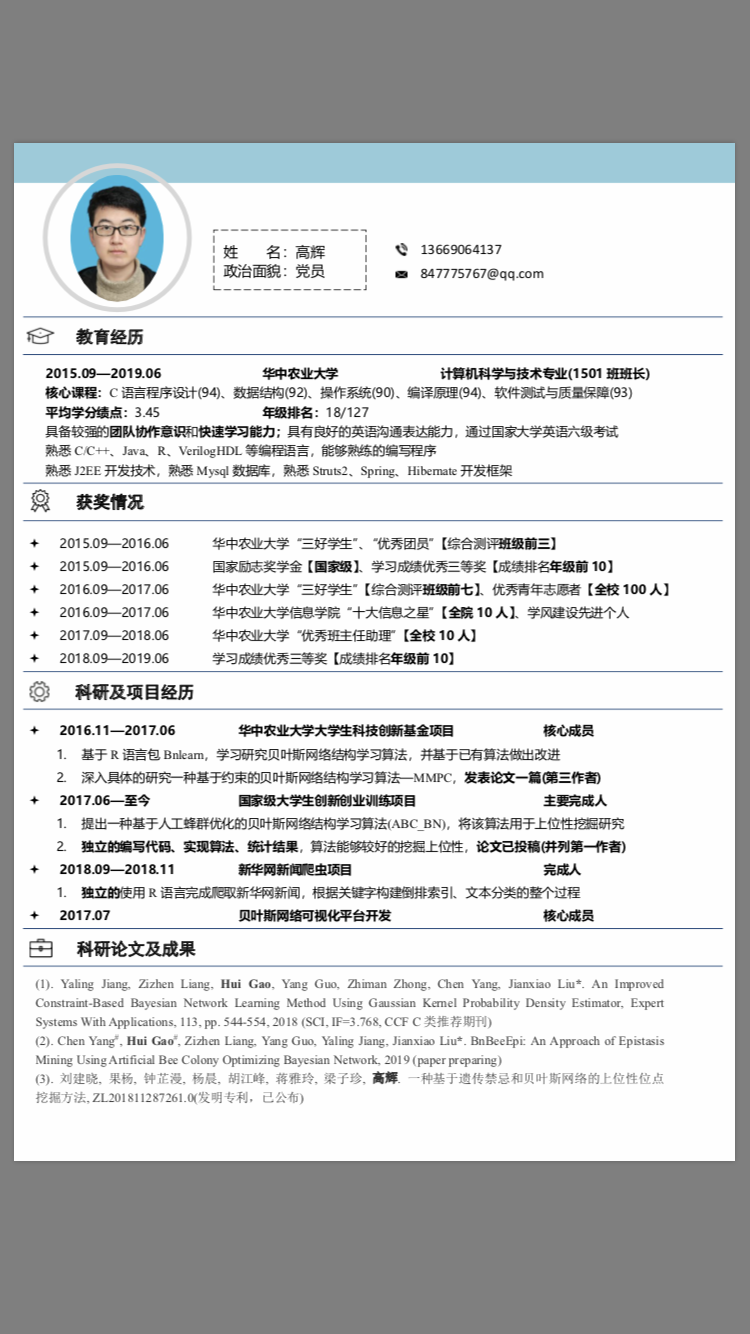 姓　　名：高辉
13669064137
政治面貌：党员
847775767@qq.com
教育经历
2015.09—2019.06 华中农业大学 计算机科学与技术专业(1501 班班长)
核心课程：C 语言程序设计(94)、数据结构(92)、操作系统(90)、编译原理(94)、软件测试与质量保障(93)
平均学分绩点：3.45 年级排名：18/127
具备较强的团队协作意识和快速学习能力；具有良好的英语沟通表达能力，通过国家大学英语六级考试
熟悉 C/C++、Java、R、VerilogHDL 等编程语言，能够熟练的编写程序
熟悉 J2EE 开发技术，熟悉 Mysql 数据库，熟悉 Struts2、Spring、Hibernate 开发框架
获奖情况
2015.09—2016.06 华中农业大学“三好学生”、“优秀团员”【综合测评班级前三】
2015.09—2016.06 国家励志奖学金【国家级】、学习成绩优秀三等奖【成绩排名年级前 10】
2016.09—2017.06 华中农业大学“三好学生”【综合测评班级前七】、优秀青年志愿者【全校 100 人】
2016.09—2017.06 华中农业大学信息学院“十大信息之星”【全院 10 人】、学风建设先进个人
2017.09—2018.06 华中农业大学“优秀班主任助理”【全校 10 人】
2018.09—2019.06 学习成绩优秀三等奖【成绩排名年级前 10】
科研及项目经历
2016.11—2017.06 华中农业大学大学生科技创新基金项目 核心成员
1. 基于 R 语言包 Bnlearn，学习研究贝叶斯网络结构学习算法，并基于已有算法做出改进
2. 深入具体的研究一种基于约束的贝叶斯网络结构学习算法—MMPC，发表论文一篇(第三作者)
2017.06—至今 国家级大学生创新创业训练项目 主要完成人
1. 提出一种基于人工蜂群优化的贝叶斯网络结构学习算法(ABC_BN)，将该算法用于上位性挖掘研究
2. 独立的编写代码、实现算法、统计结果，算法能够较好的挖掘上位性，论文已投稿(并列第一作者)
2018.09—2018.11 新华网新闻爬虫项目 完成人
1. 独立的使用 R 语言完成爬取新华网新闻，根据关键字构建倒排索引、文本分类的整个过程
2017.07 贝叶斯网络可视化平台开发 核心成员
科研论文及成果
(1). Yaling Jiang, Zizhen Liang, Hui Gao, Yang Guo, Zhiman Zhong, Chen Yang, Jianxiao Liu*. An Improved
Constraint-Based Bayesian Network Learning Method Using Gaussian Kernel Probability Density Estimator, Expert
Systems With Applications, 113, pp. 544-554, 2018 (SCI, IF=3.768, CCF C 类推荐期刊)
(2). Chen Yang#, Hui Gao#, Zizhen Liang, Yang Guo, Yaling Jiang, Jianxiao Liu*. BnBeeEpi: An Approach of Epistasis
Mining Using Artificial Bee Colony Optimizing Bayesian Network, 2019 (paper preparing)
(3). 刘建晓, 果杨, 钟芷漫, 杨晨, 胡江峰, 蒋雅玲, 梁子珍, 高辉. 一种基于遗传禁忌和贝叶斯网络的上位性位点
挖掘方法, ZL201811287261.0(发明专利，已公布)